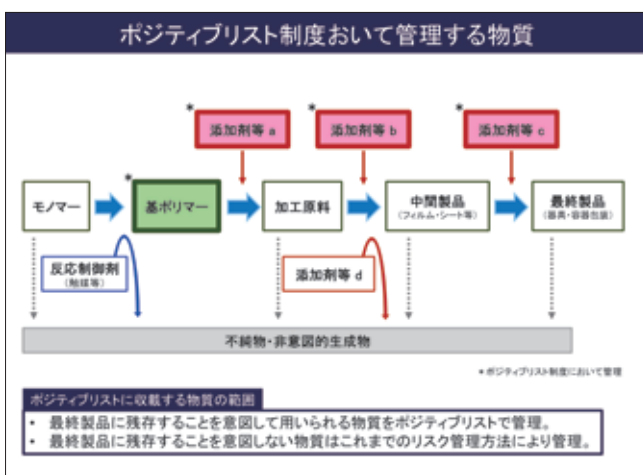 ポジティブリスト制度おいて管理する物質
* 添加剤等 a
* 添加剤等 b
* 添加剤等 c
モノマー
* 基ポリマー
加工原料
中間製品
(フィルム・シート等)
最終製品
(器具・容器包装)
反応制御剤
(触媒等)
添加剤等 d
不純物・非意図的生成物
* ポジティブリスト制度において管理
ポジティブリストに収載する物質の範囲
• 最終製品に残存することを意図して用いられる物質をポジティブリストで管理。
• 最終製品に残存することを意図しない物質はこれまでのリスク管理方法により管理。